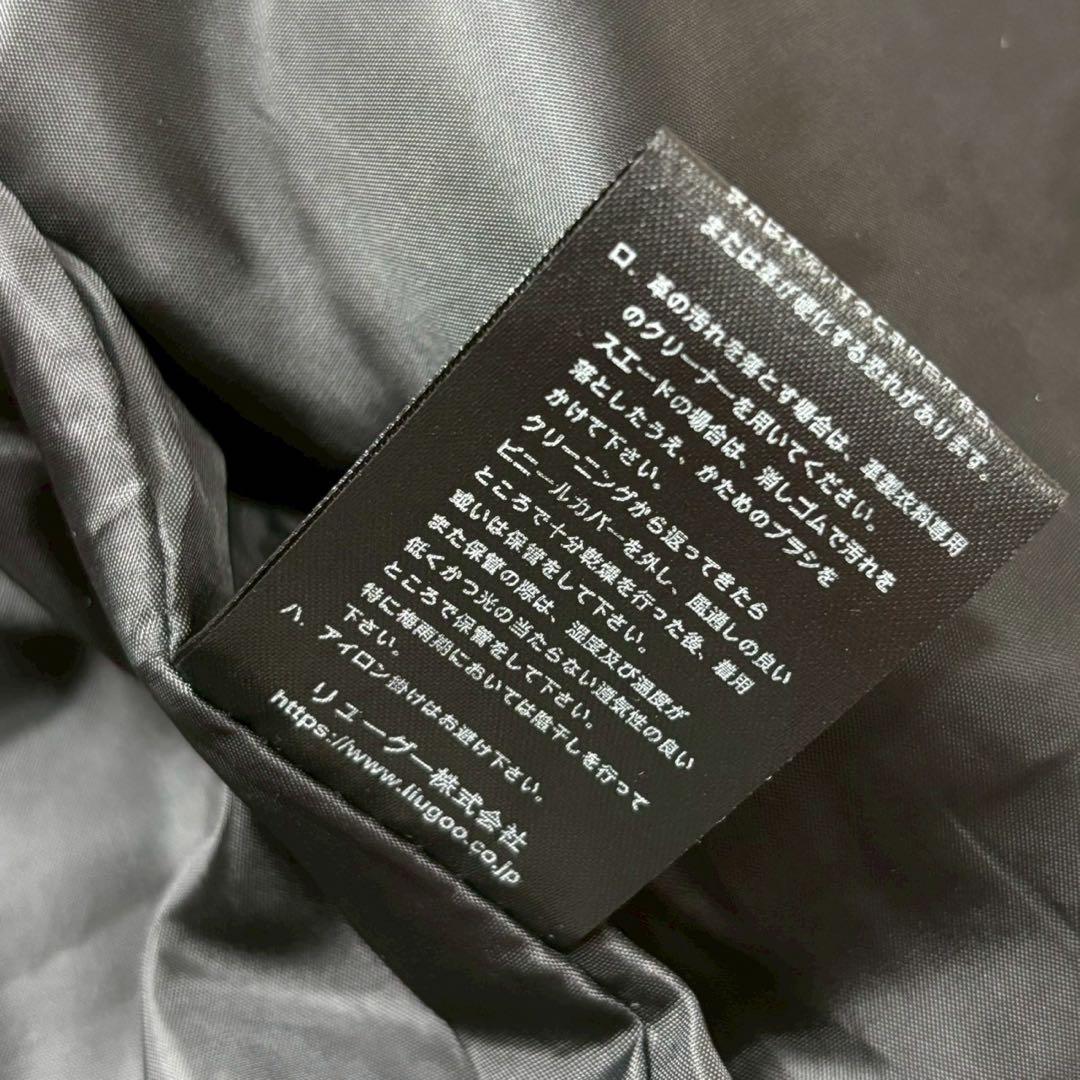 または及び硬化する恐れがあります。
ロ、革の汚れを落とす場合は、革製衣料専用
のクリーナーを用いてください。
スエードの場合は、消しゴムで汚れを
落としたうえ、かためのブラシを
かけて下さい。
クリーニングから返ってきたら
ビニールカバーを外し、風通しの良い
ところで十分乾燥を行った後、着用
或いは保管をして下さい。
また保管の際は、湿度及び温度が
低くかつ光の当たらない通気性の良い
ところで保管をして下さい。
特に梅雨期においては陰干しを行って
下さい。
ハ、アイロン掛けはお避け下さい。
リューグー株式会社
https://www.liugoo.co.jp